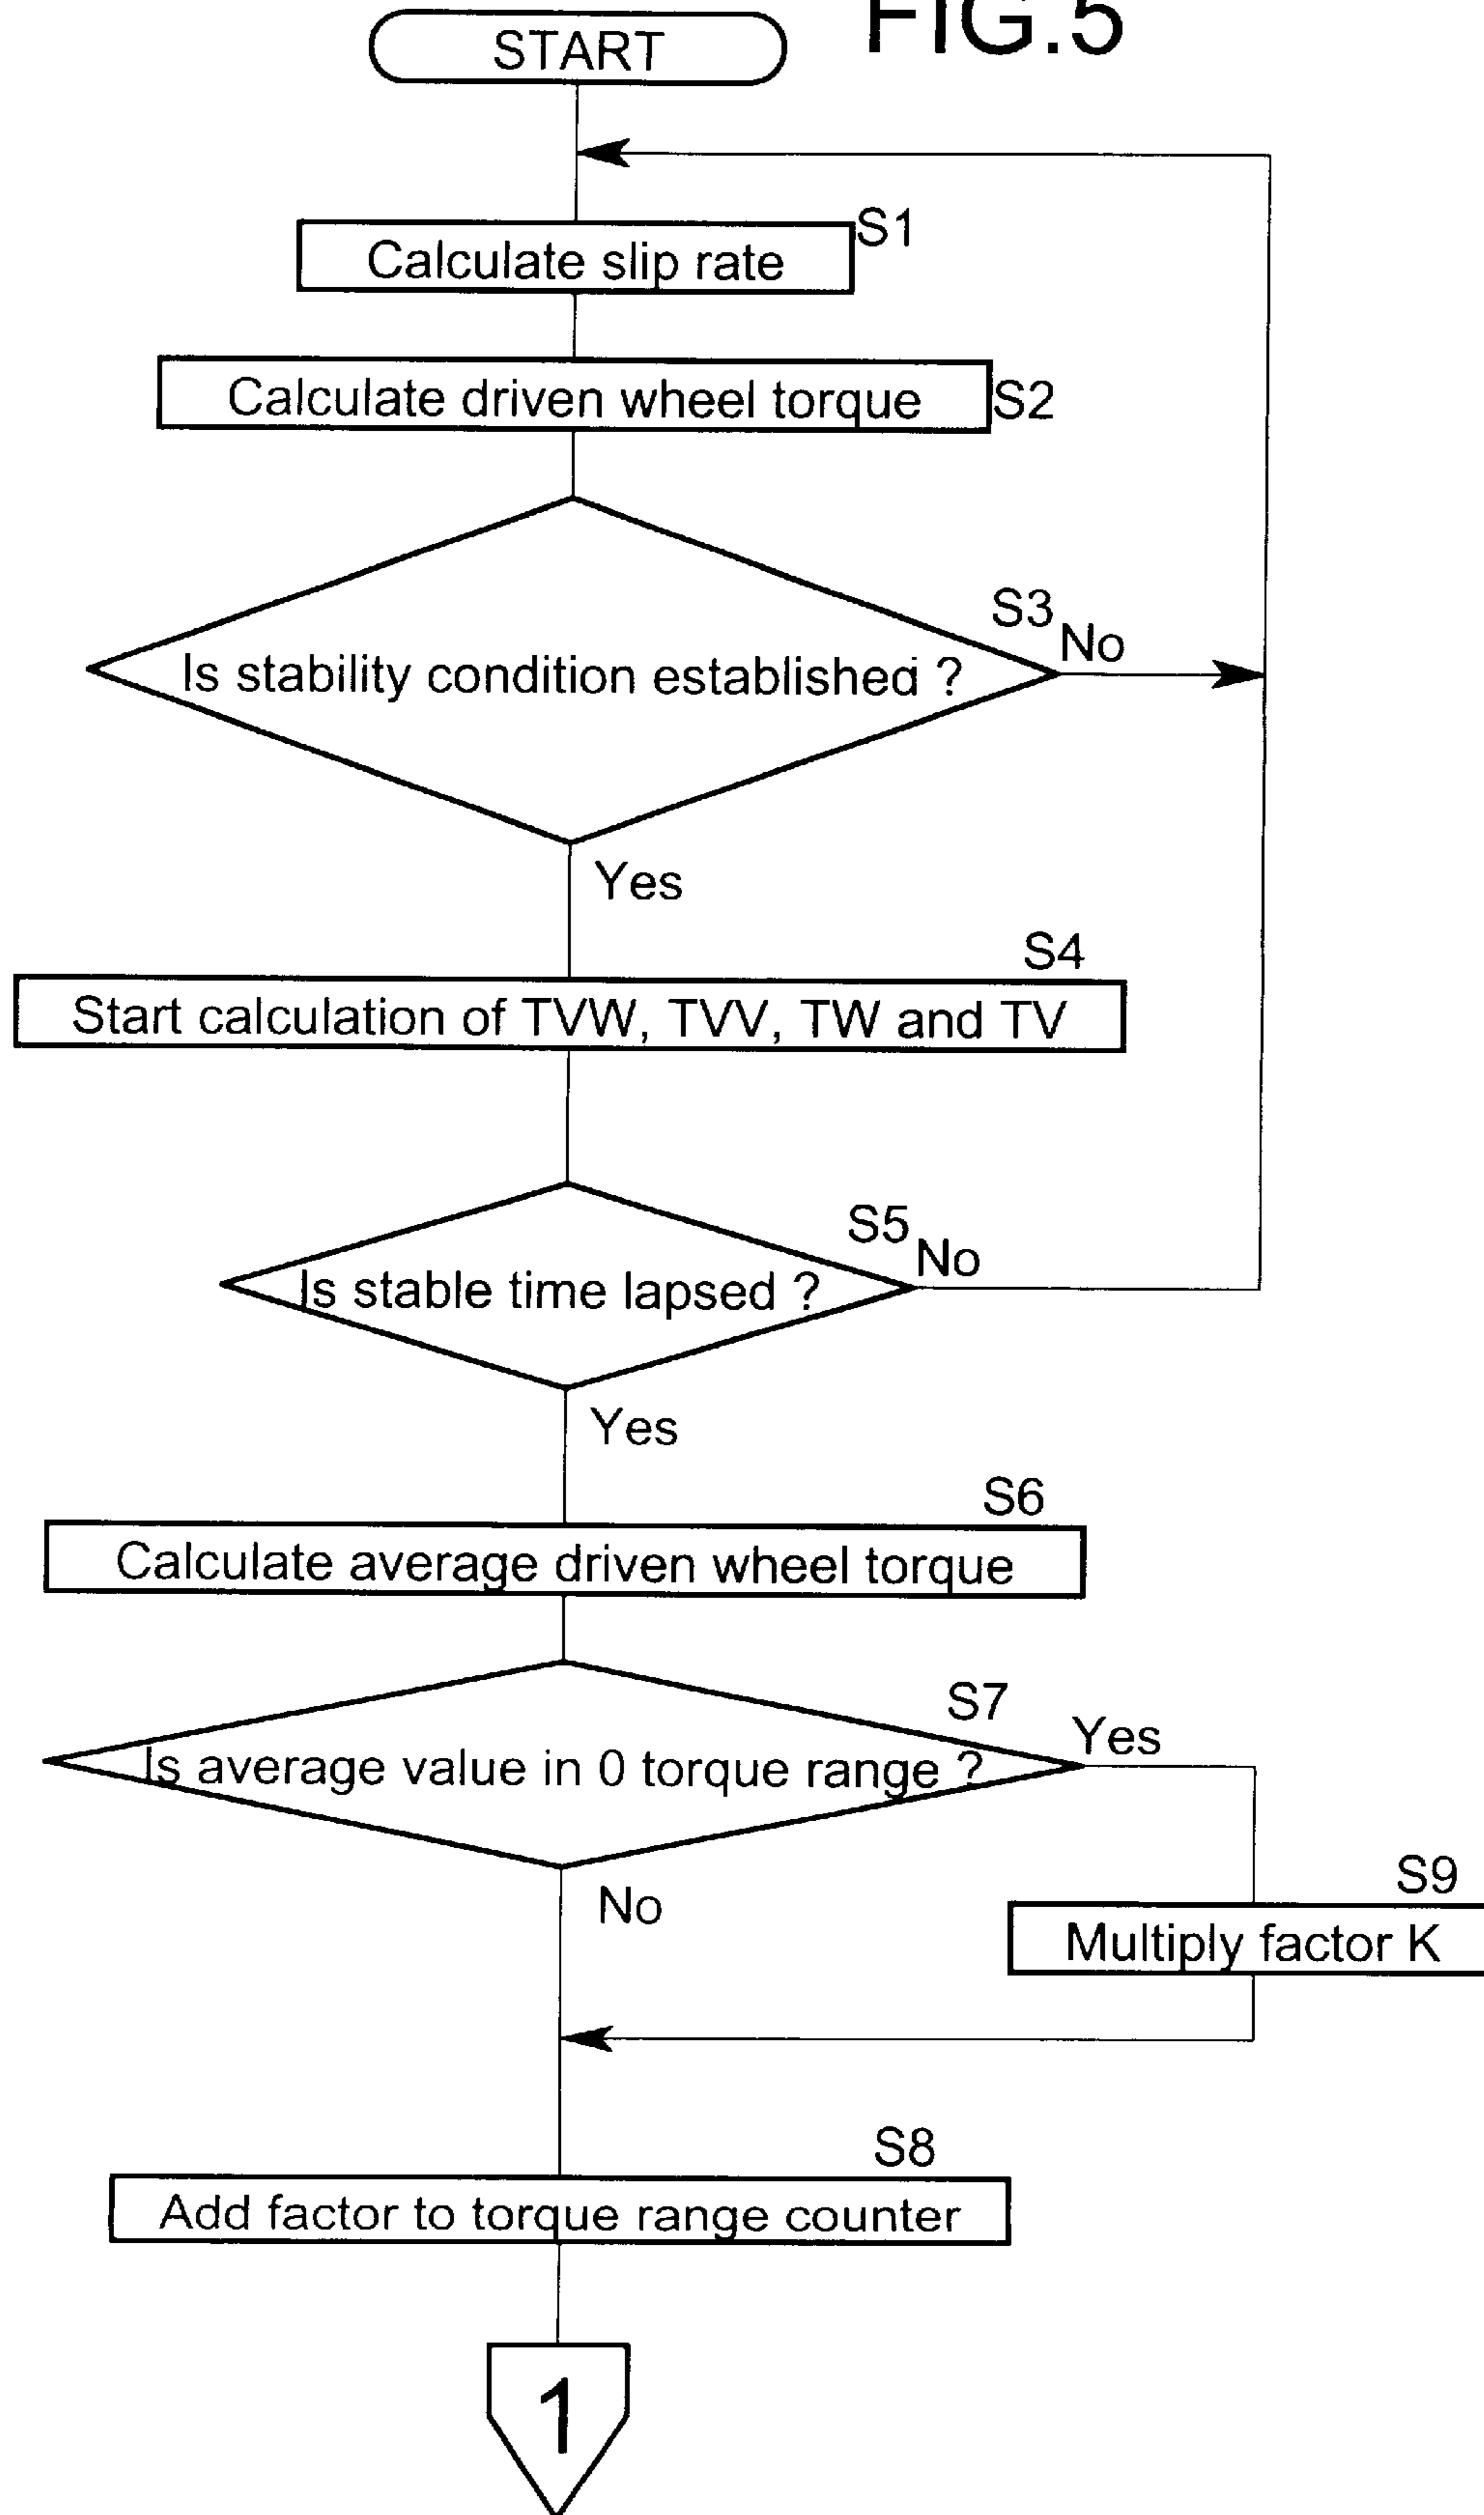 FIG.5
START
S1
Calculate slip rate
Calculate driven wheel torque
S2
S3
No
Is stability condition established ?
Yes
S4
Start calculation of TVW, TVV, TW and TV
S5
No
Is stable time lapsed ?
Yes
S6
Calculate average driven wheel torque
S7
Yes
Is average value in 0 torque range ?
No
S9
Multiply factor K
S8
Add factor to torque range counter
1